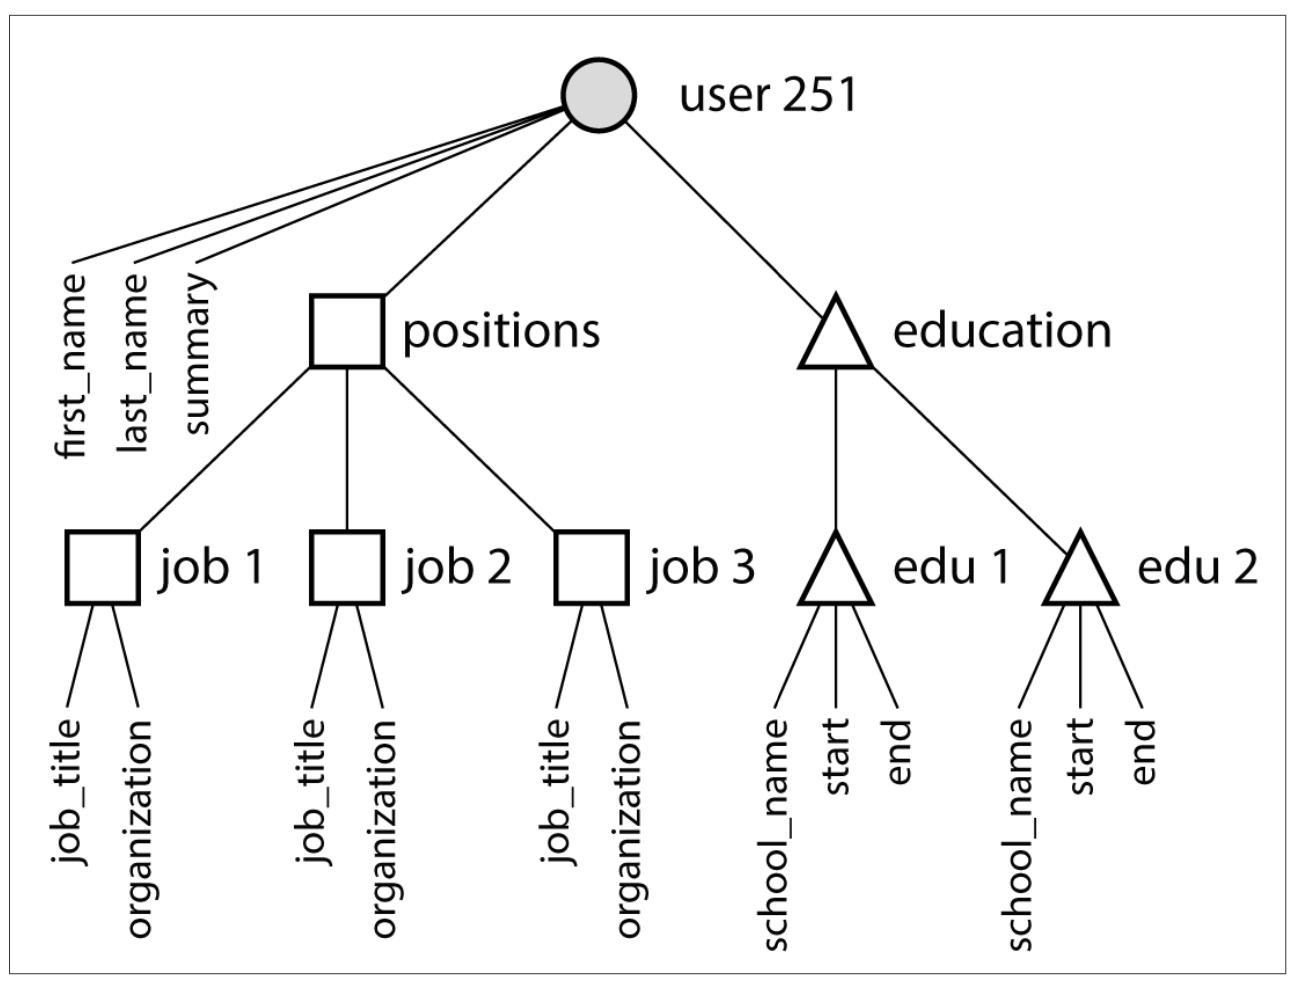 user 251
first_name
last_name
summary
positions
education
job 1
job 2
job 3
edu 1
edu 2
job_title
organization
job_title
organization
job_title
organization
school_name
start
end
school_name
start
end